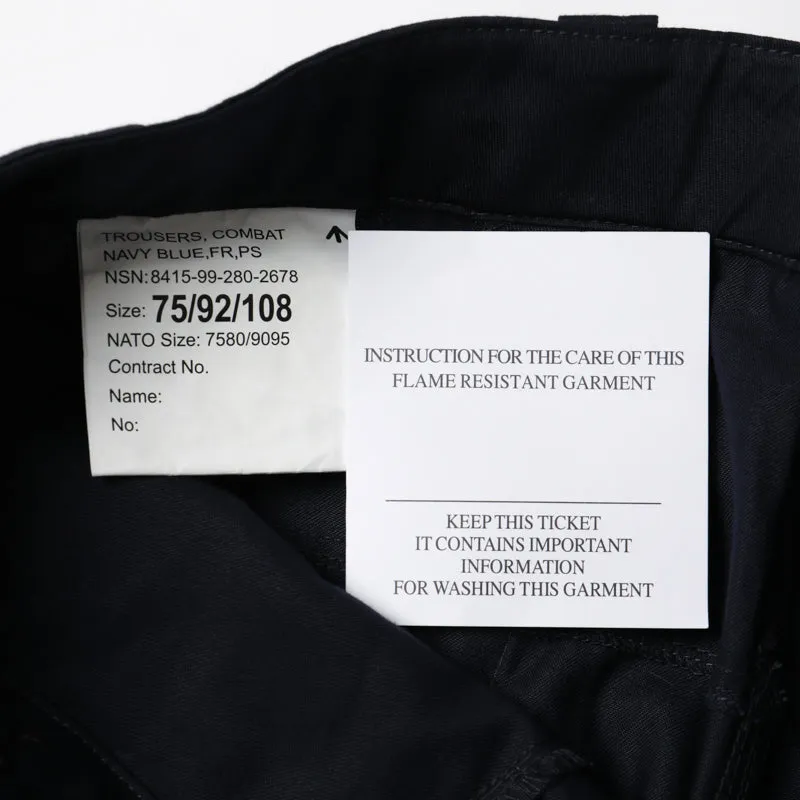 TROUSERS, COMBAT
NAVY BLUE,FR,PS
NSN:8415-99-280-2678
Size: 75/92/108
NATO Size: 7580/9095
Contract No.
Name:
No:
INSTRUCTION FOR THE CARE OF THIS
FLAME RESISTANT GARMENT
KEEP THIS TICKET
IT CONTAINS IMPORTANT
INFORMATION
FOR WASHING THIS GARMENT